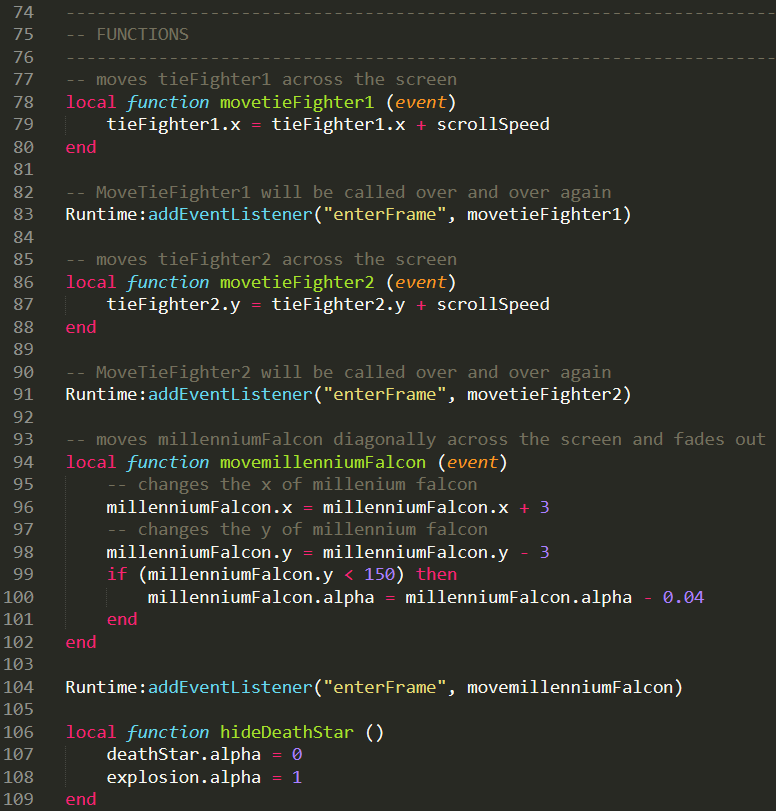 74 --------------------------------------------------------------------
75 -- FUNCTIONS
76 --------------------------------------------------------------------
77 -- moves tieFighter1 across the screen
78 local function movetieFighter1 (event)
79     tieFighter1.x = tieFighter1.x + scrollSpeed
80 end
81
82 -- MoveTieFighter1 will be called over and over again
83 Runtime:addEventListener("enterFrame", movetieFighter1)
84
85 -- moves tieFighter2 across the screen
86 local function movetieFighter2 (event)
87     tieFighter2.y = tieFighter2.y + scrollSpeed
88 end
89
90 -- MoveTieFighter2 will be called over and over again
91 Runtime:addEventListener("enterFrame", movetieFighter2)
92
93 -- moves millenniumFalcon diagonally across the screen and fades out
94 local function movemillenniumFalcon (event)
95     -- changes the x of millenium falcon
96     millenniumFalcon.x = millenniumFalcon.x + 3
97     -- changes the y of millennium falcon
98     millenniumFalcon.y = millenniumFalcon.y - 3
99     if (millenniumFalcon.y < 150) then
100         millenniumFalcon.alpha = millenniumFalcon.alpha - 0.04
101     end
102 end
103
104 Runtime:addEventListener("enterFrame", movemillenniumFalcon)
105
106 local function hideDeathStar ()
107     deathStar.alpha = 0
108     explosion.alpha = 1
109 end